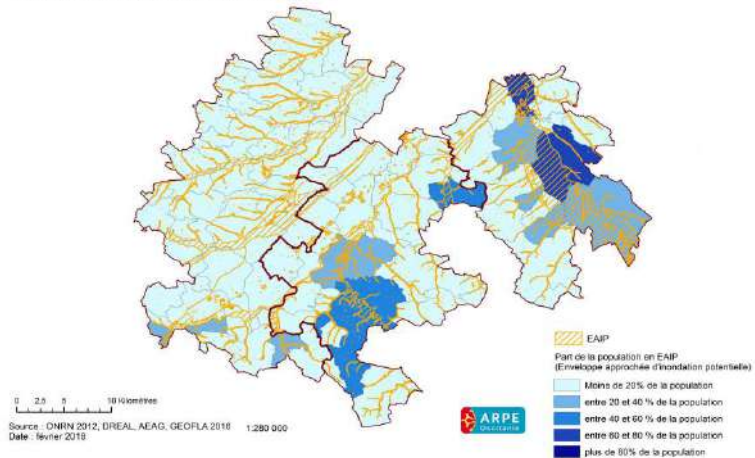 EAIP
Part de la population en EAIP
(Enveloppe approchée d'inondation potentielle)
Moins de 20% de la population
entre 20 et 40 % de la population
entre 40 et 60 % de la population
entre 60 et 80 % de la population
plus de 80% de la population
0 2,5 5 10 Kilomètres
Source : ONRN 2012, DREAL, AEAG, GEOFLA 2016 1:280 000
Date : février 2018
ARPE
Occitanie